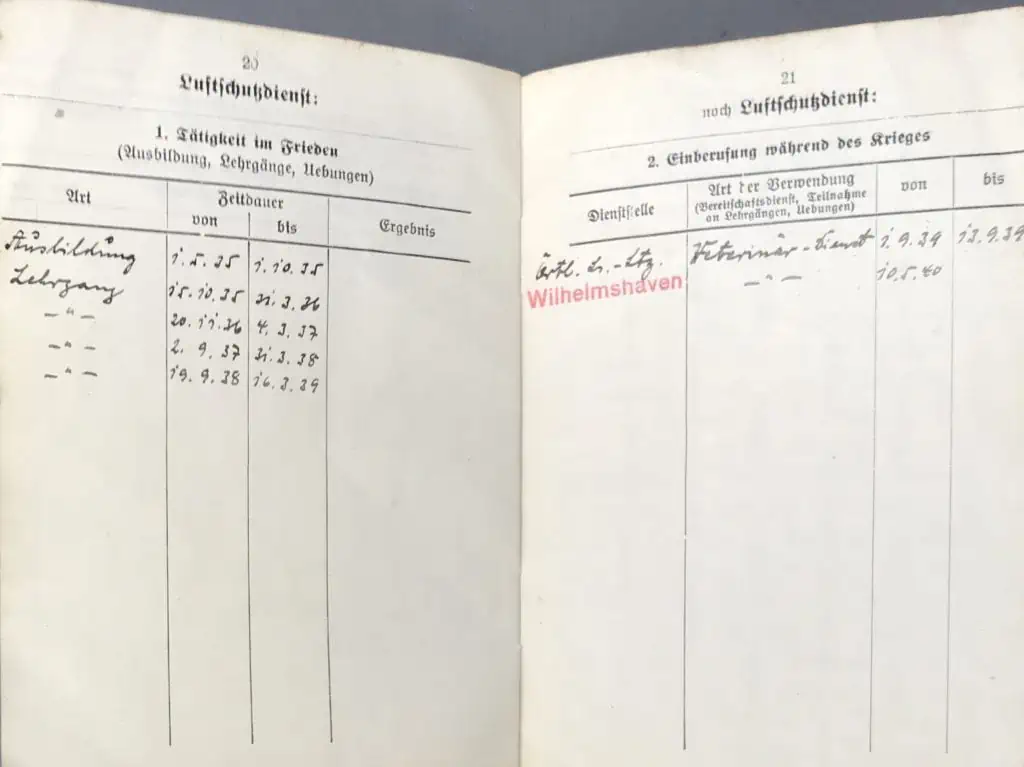 20
Luftschutzdienst:
1. Tätigkeit im Frieden
(Ausbildung, Lehrgänge, Uebungen)
Art
Zeitdauer
von
bis
Ergebnis
Ausbildung 1.5.35 1.10.35
Lehrgang 15.10.35 31.3.36
–"– 20.11.36 4.3.37
–"– 2.9.37 31.3.38
–"– 19.9.38 16.3.39
21
noch Luftschutzdienst:
2. Einberufung während des Krieges
Dienststelle
Art der Verwendung
(Bereitschaftsdienst, Teilnahme
an Lehrgängen, Uebungen)
von
bis
Örtl. L.-Ltg. Veterinär-Dienst 1.9.39 13.9.39
Wilhelmshaven –"– 10.5.40